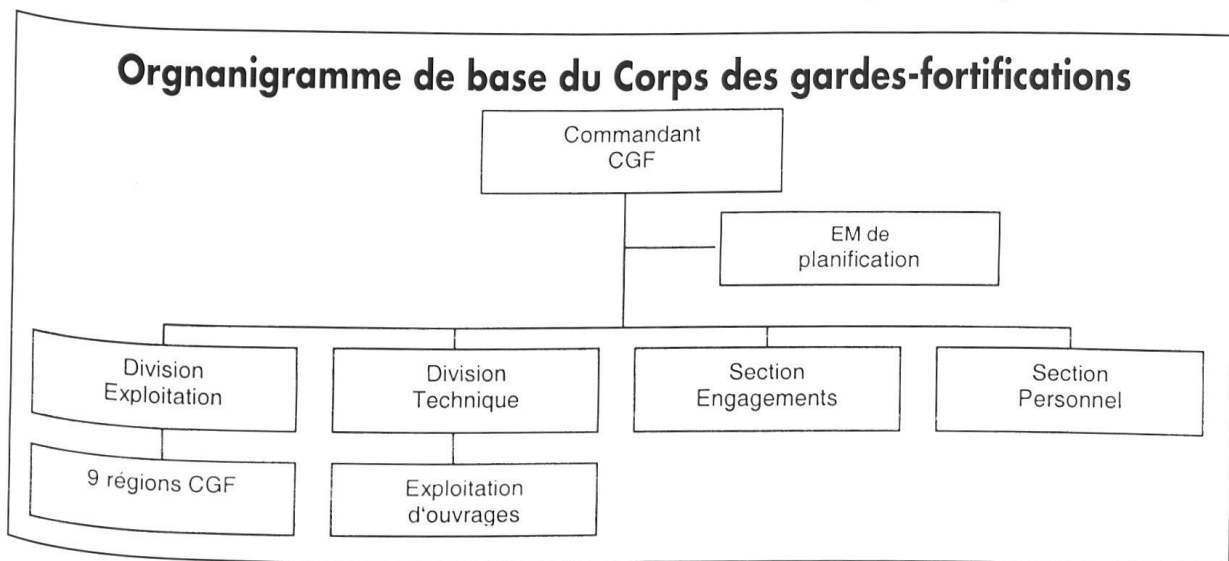 Orgnanigramme de base du Corps des gardes-fortifications
Commandant
CGF
EM de
planification
Division
Exploitation
Division
Technique
Section
Engagements
Section
Personnel
9 régions CGF
Exploitation
d'ouvrages